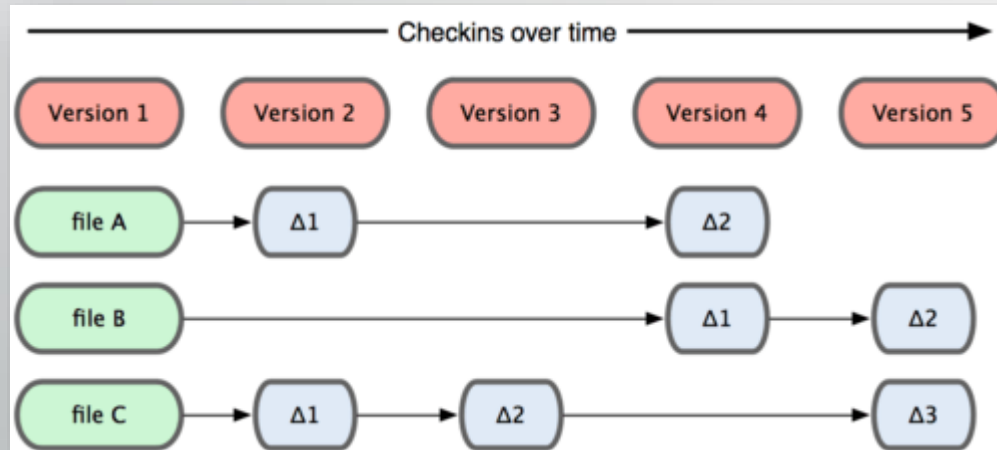 Checkins over time
Version 1 Version 2 Version 3 Version 4 Version 5
file A Δ1 Δ2
file B Δ1 Δ2
file C Δ1 Δ2 Δ3